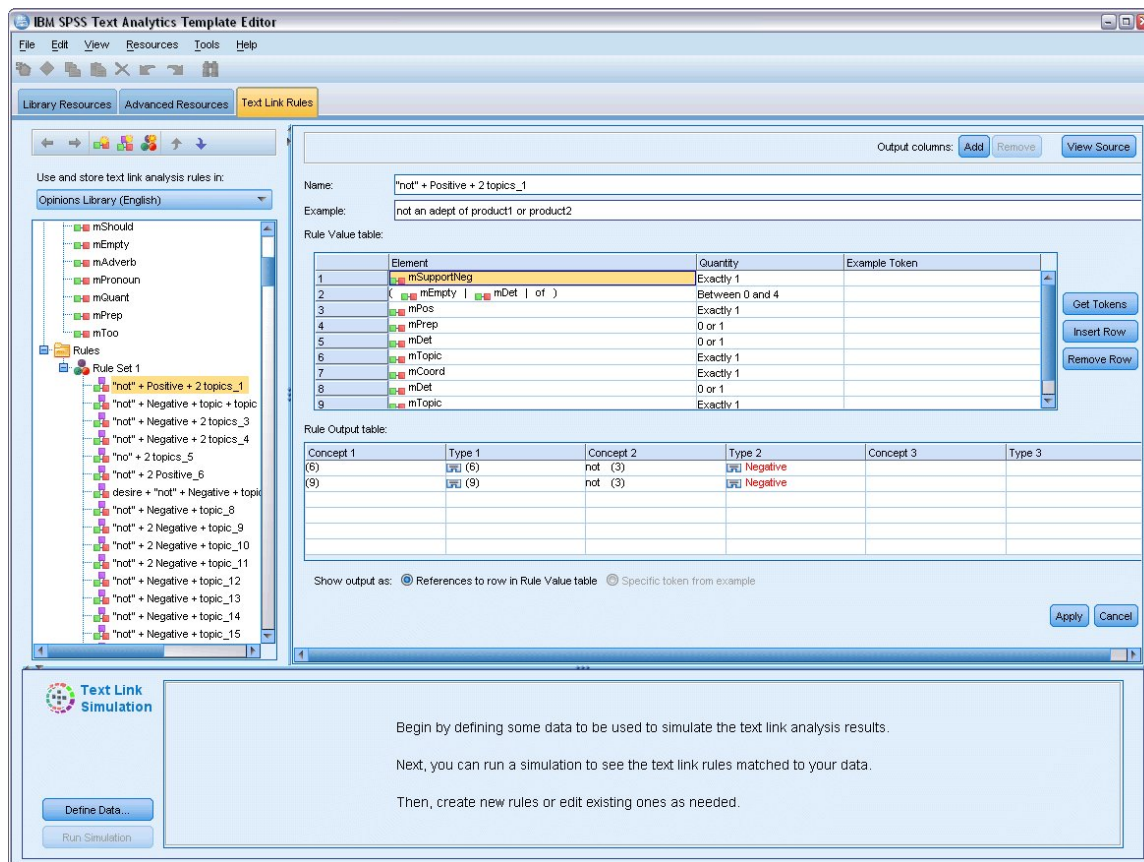 IBM SPSS Text Analytics Template Editor
File Edit View Resources Tools Help
Library Resources Advanced Resources Text Link Rules
Output columns: Add Remove View Source
Use and store text link analysis rules in:
Opinions Library (English)
Name: "not" + Positive + 2 topics_1
Example: not an adept of product1 or product2
Rule Value table:
mShould
mEmpty
mAdverb
mPronoun
mQuant
mPrep
mToo
Rules
Rule Set 1
"not" + Positive + 2 topics_1
"not" + Negative + topic + topic
"not" + Negative + 2 topics_3
"not" + Negative + 2 topics_4
"no" + 2 topics_5
"not" + 2 Positive_6
desire + "not" + Negative + topic
"not" + Negative + topic_8
"not" + 2 Negative + topic_9
"not" + 2 Negative + topic_10
"not" + 2 Negative + topic_11
"not" + Negative + topic_12
"not" + Negative + topic_13
"not" + Negative + topic_14
"not" + Negative + topic_15
Element Quantity Example Token
1 mSupportNeg Exactly 1
2 ( mEmpty | mDet | of ) Between 0 and 4
3 mPos Exactly 1
4 mPrep 0 or 1
5 mDet 0 or 1
6 mTopic Exactly 1
7 mCoord Exactly 1
8 mDet 0 or 1
9 mTopic Exactly 1
Get Tokens
Insert Row
Remove Row
Rule Output table:
Concept 1 Type 1 Concept 2 Type 2 Concept 3 Type 3
(6) (6) not (3) Negative
(9) (9) not (3) Negative
Show output as: References to row in Rule Value table Specific token from example
Apply Cancel
Text Link
Simulation
Begin by defining some data to be used to simulate the text link analysis results.
Next, you can run a simulation to see the text link rules matched to your data.
Then, create new rules or edit existing ones as needed.
Define Data...
Run Simulation